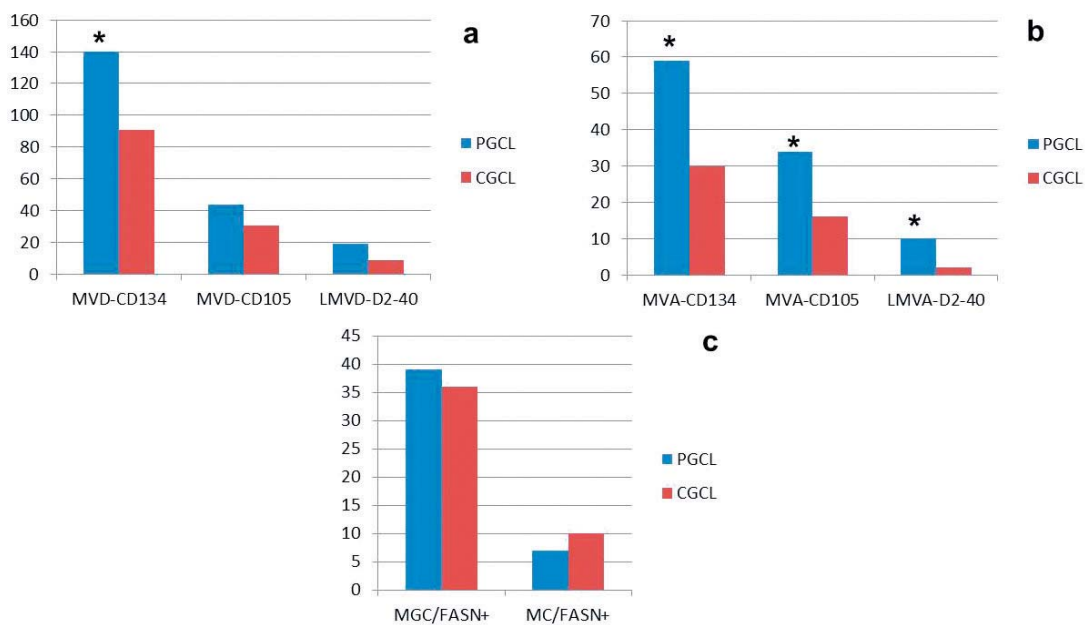 a
160
140
120
100
80
60
40
20
0
*
MVD-CD134 MVD-CD105 LMVD-D2-40
PGCL
CGCL
b
70
60
50
40
30
20
10
0
* * *
MVA-CD134 MVA-CD105 LMVA-D2-40
PGCL
CGCL
c
45
40
35
30
25
20
15
10
5
0
MGC/FASN+ MC/FASN+
PGCL
CGCL